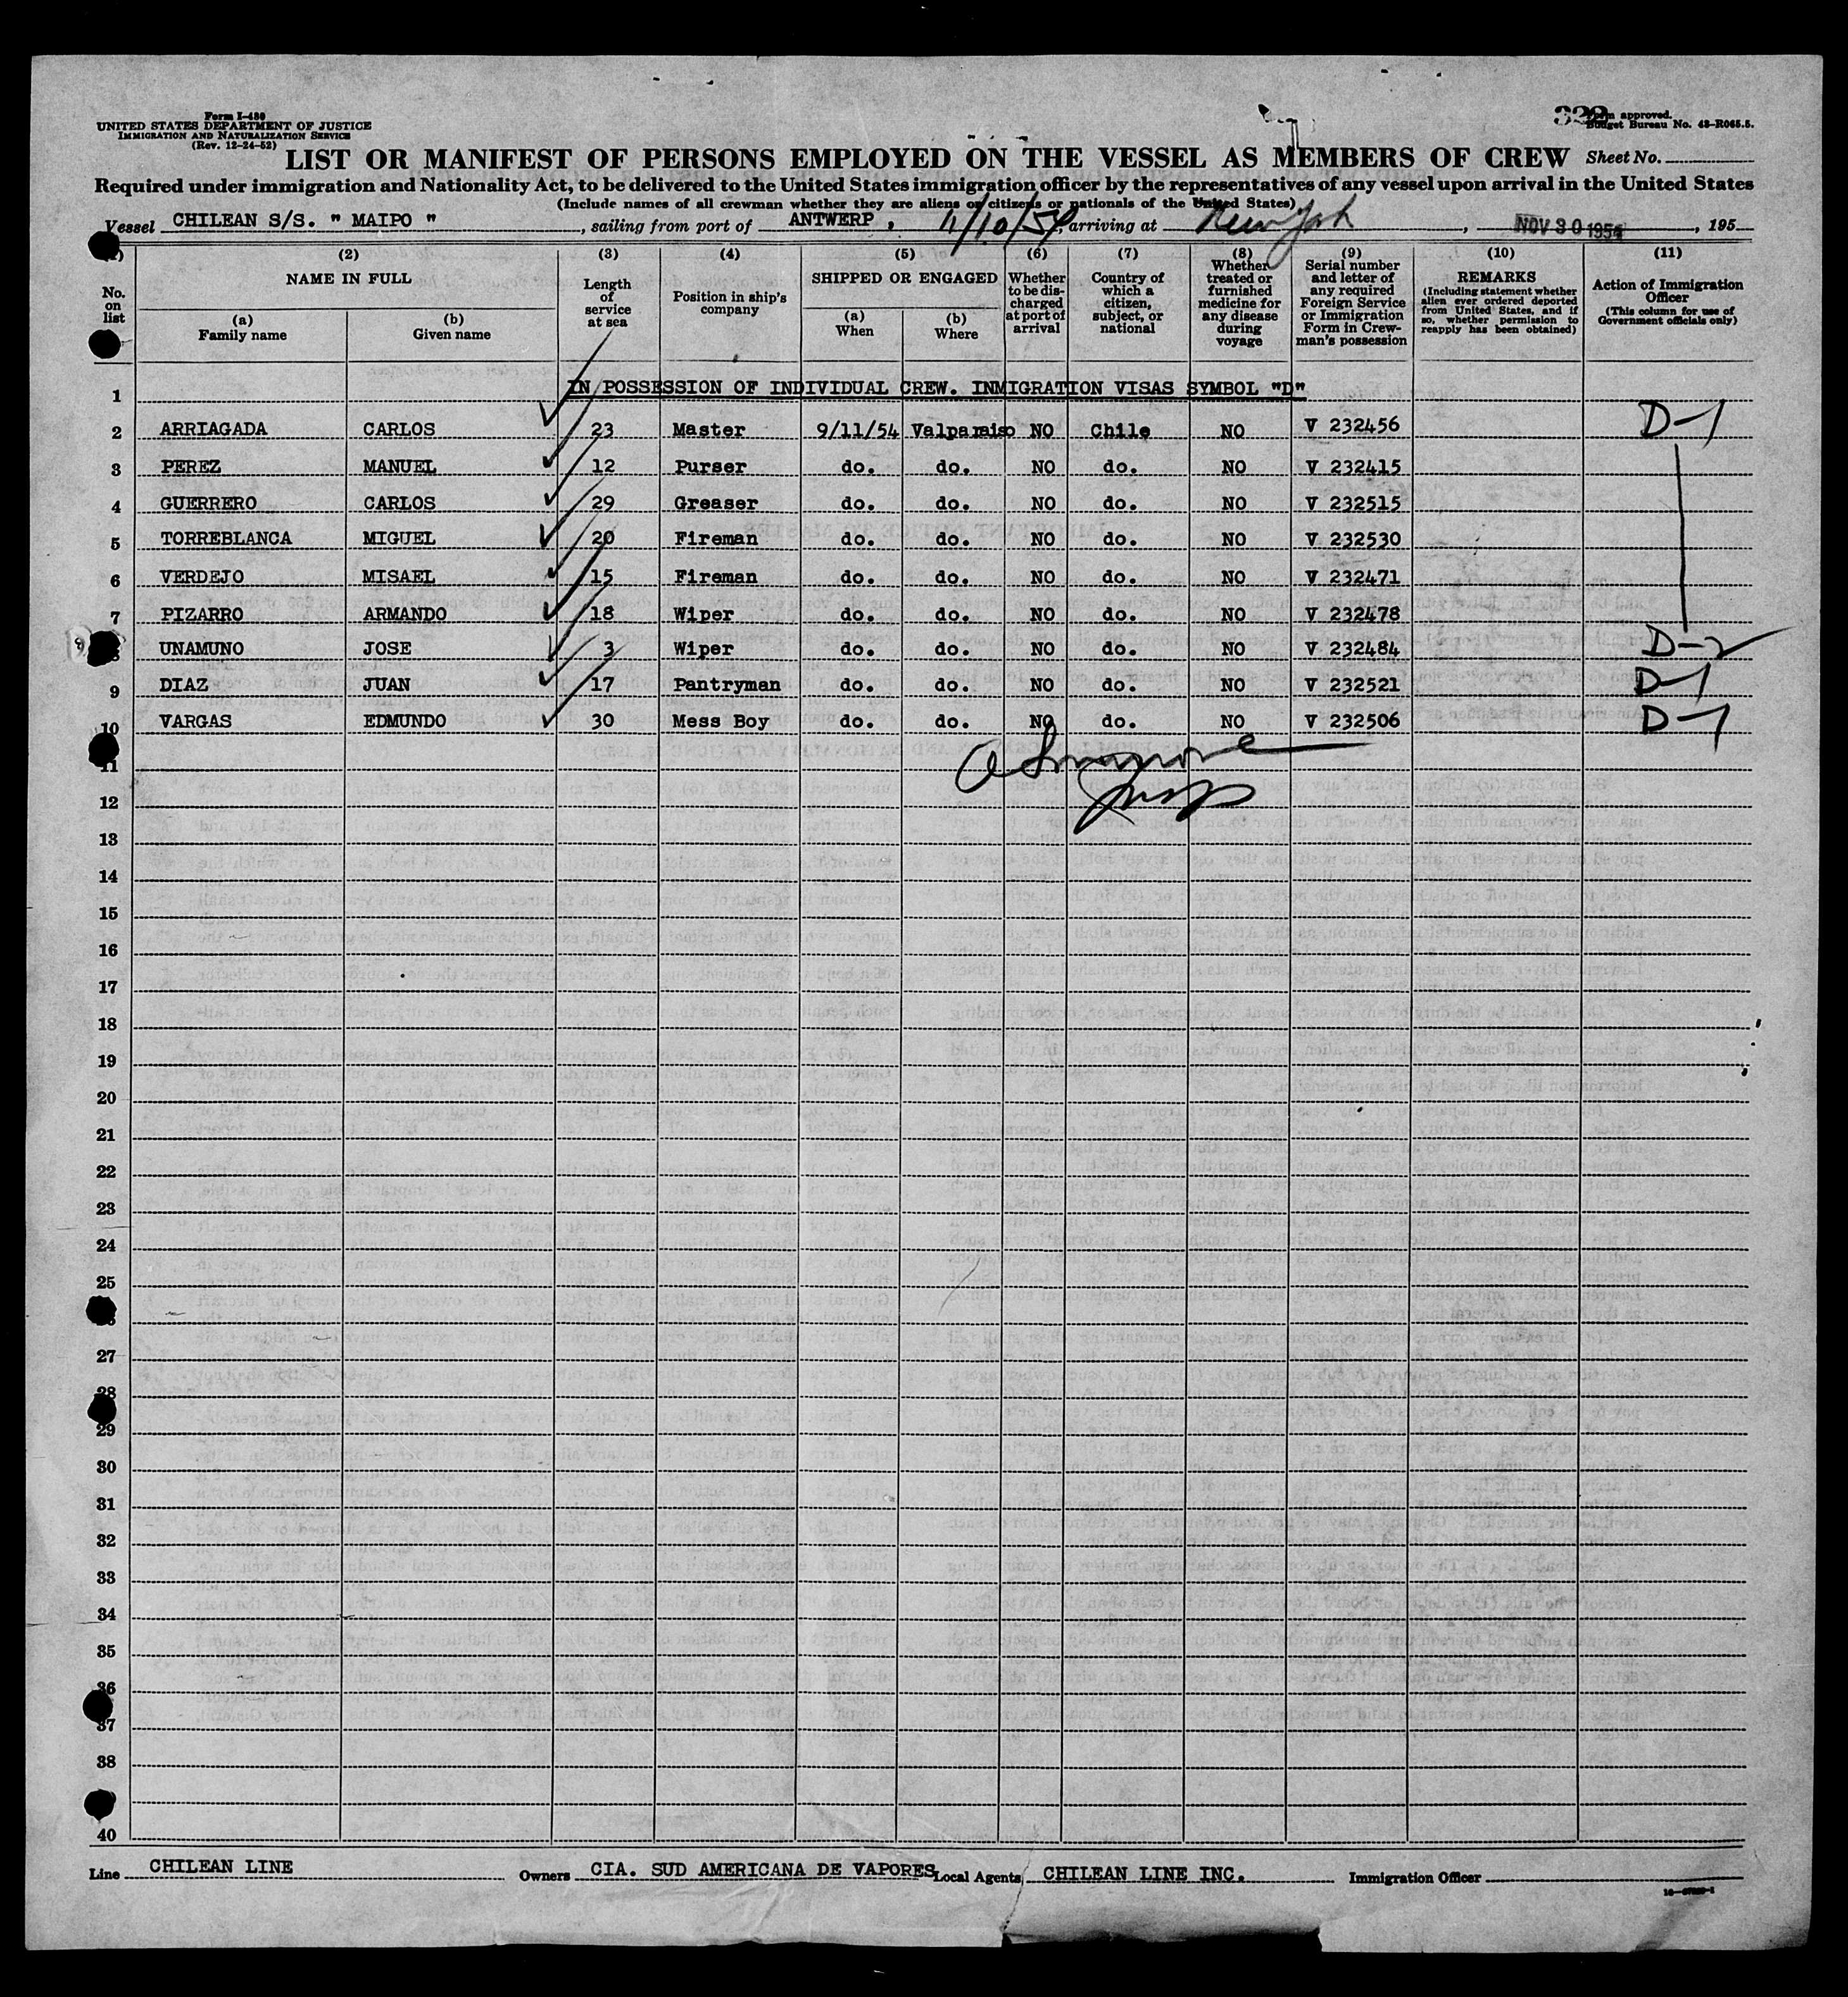 Form I-480
UNITED STATES DEPARTMENT OF JUSTICE
IMMIGRATION AND NATURALIZATION SERVICE
(Rev. 12-24-52)
Form approved.
Budget Bureau No. 43-R065.5.
LIST OR MANIFEST OF PERSONS EMPLOYED ON THE VESSEL AS MEMBERS OF CREW Sheet No.
Required under immigration and Nationality Act, to be delivered to the United States immigration officer by the representatives of any vessel upon arrival in the United States
(Include names of all crewman whether they are aliens or citizens or nationals of the United States)
Vessel CHILEAN S/S. " MAIPO " , sailing from port of ANTWERP , 11/10/54 arriving at New York , NOV 30 1954 , 195
(2) (3) (4) (5) (6) (7) (8) (9) (10) (11)
No. on list
NAME IN FULL
(a) Family name
(b) Given name
Length of service at sea
Position in ship's company
SHIPPED OR ENGAGED
(a) When
(b) Where
Whether to be discharged at port of arrival
Country of which a citizen, subject, or national
Whether treated or furnished medicine for any disease during voyage
Serial number and letter of any required Foreign Service or Immigration Form in Crewman's possession
REMARKS
(Including statement whether alien ever ordered deported from United States, and if so, whether permission to reapply has been obtained)
Action of Immigration Officer
(This column for use of Government officials only)
1 IN POSSESSION OF INDIVIDUAL CREW. INMIGRATION VISAS SYMBOL "D"
2 ARRIAGADA CARLOS 23 Master 9/11/54 Valparaiso NO Chile NO V 232456 D-1
3 PEREZ MANUEL 12 Purser do. do. NO do. NO V 232415
4 GUERRERO CARLOS 29 Greaser do. do. NO do. NO V 232515
5 TORREBLANCA MIGUEL 20 Fireman do. do. NO do. NO V 232530
6 VERDEJO MISAEL 15 Fireman do. do. NO do. NO V 232471
7 PIZARRO ARMANDO 18 Wiper do. do. NO do. NO V 232478
8 UNAMUNO JOSE 3 Wiper do. do. NO do. NO V 232484 D-2
9 DIAZ JUAN 17 Pantryman do. do. NO do. NO V 232521 D-1
10 VARGAS EDMUNDO 30 Mess Boy do. do. NO do. NO V 232506 D-1
11
12
13
14
15
16
17
18
19
20
21
22
23
24
25
27
28
29
30
31
32
33
34
35
36
37
38
40
Line CHILEAN LINE Owners CIA. SUD AMERICANA DE VAPORES Local Agents CHILEAN LINE INC. Immigration Officer